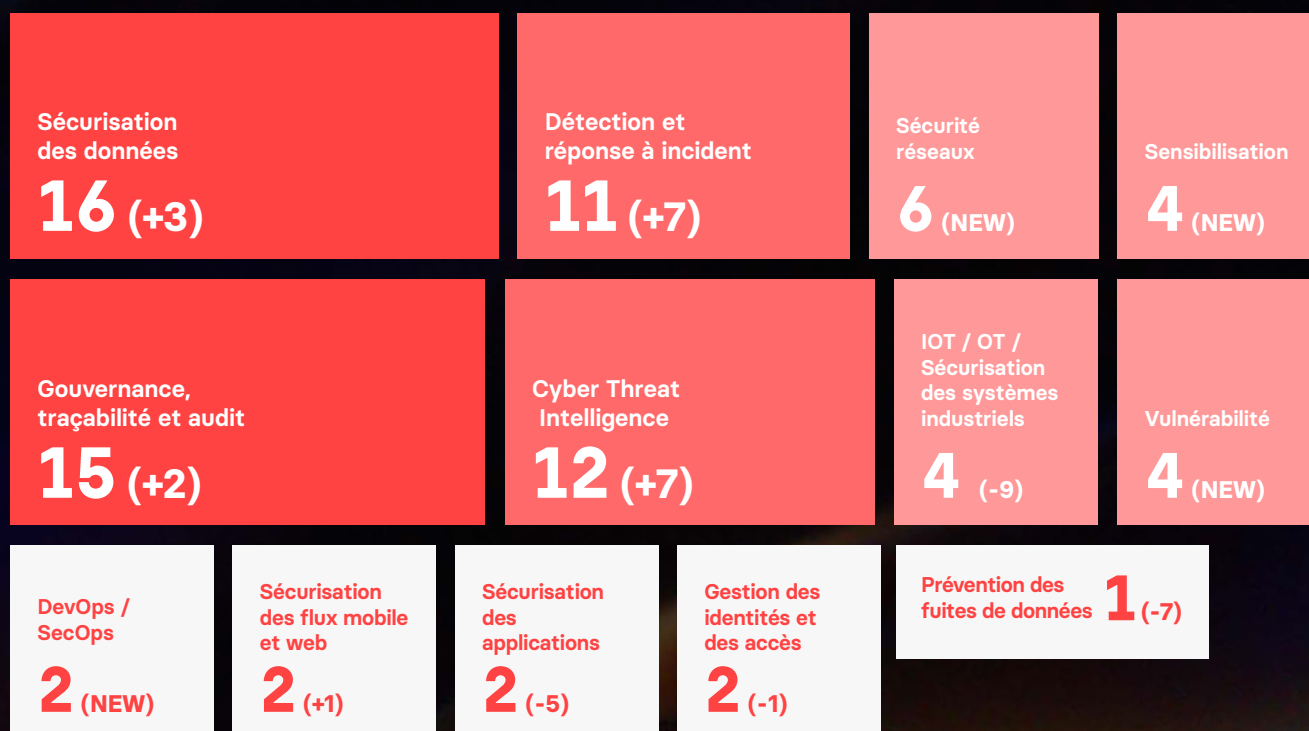 Sécurisation
des données
16 (+3)
Détection et
réponse à incident
11 (+7)
Sécurité
réseaux
6 (NEW)
Sensibilisation
4 (NEW)
Gouvernance,
traçabilité et audit
15 (+2)
Cyber Threat
Intelligence
12 (+7)
IOT / OT /
Sécurisation
des systèmes
industriels
4 (-9)
Vulnérabilité
4 (NEW)
DevOps /
SecOps
2 (NEW)
Sécurisation
des flux mobile
et web
2 (+1)
Sécurisation
des
applications
2 (-5)
Gestion des
identités et
des accès
2 (-1)
Prévention des
fuites de données
1 (-7)